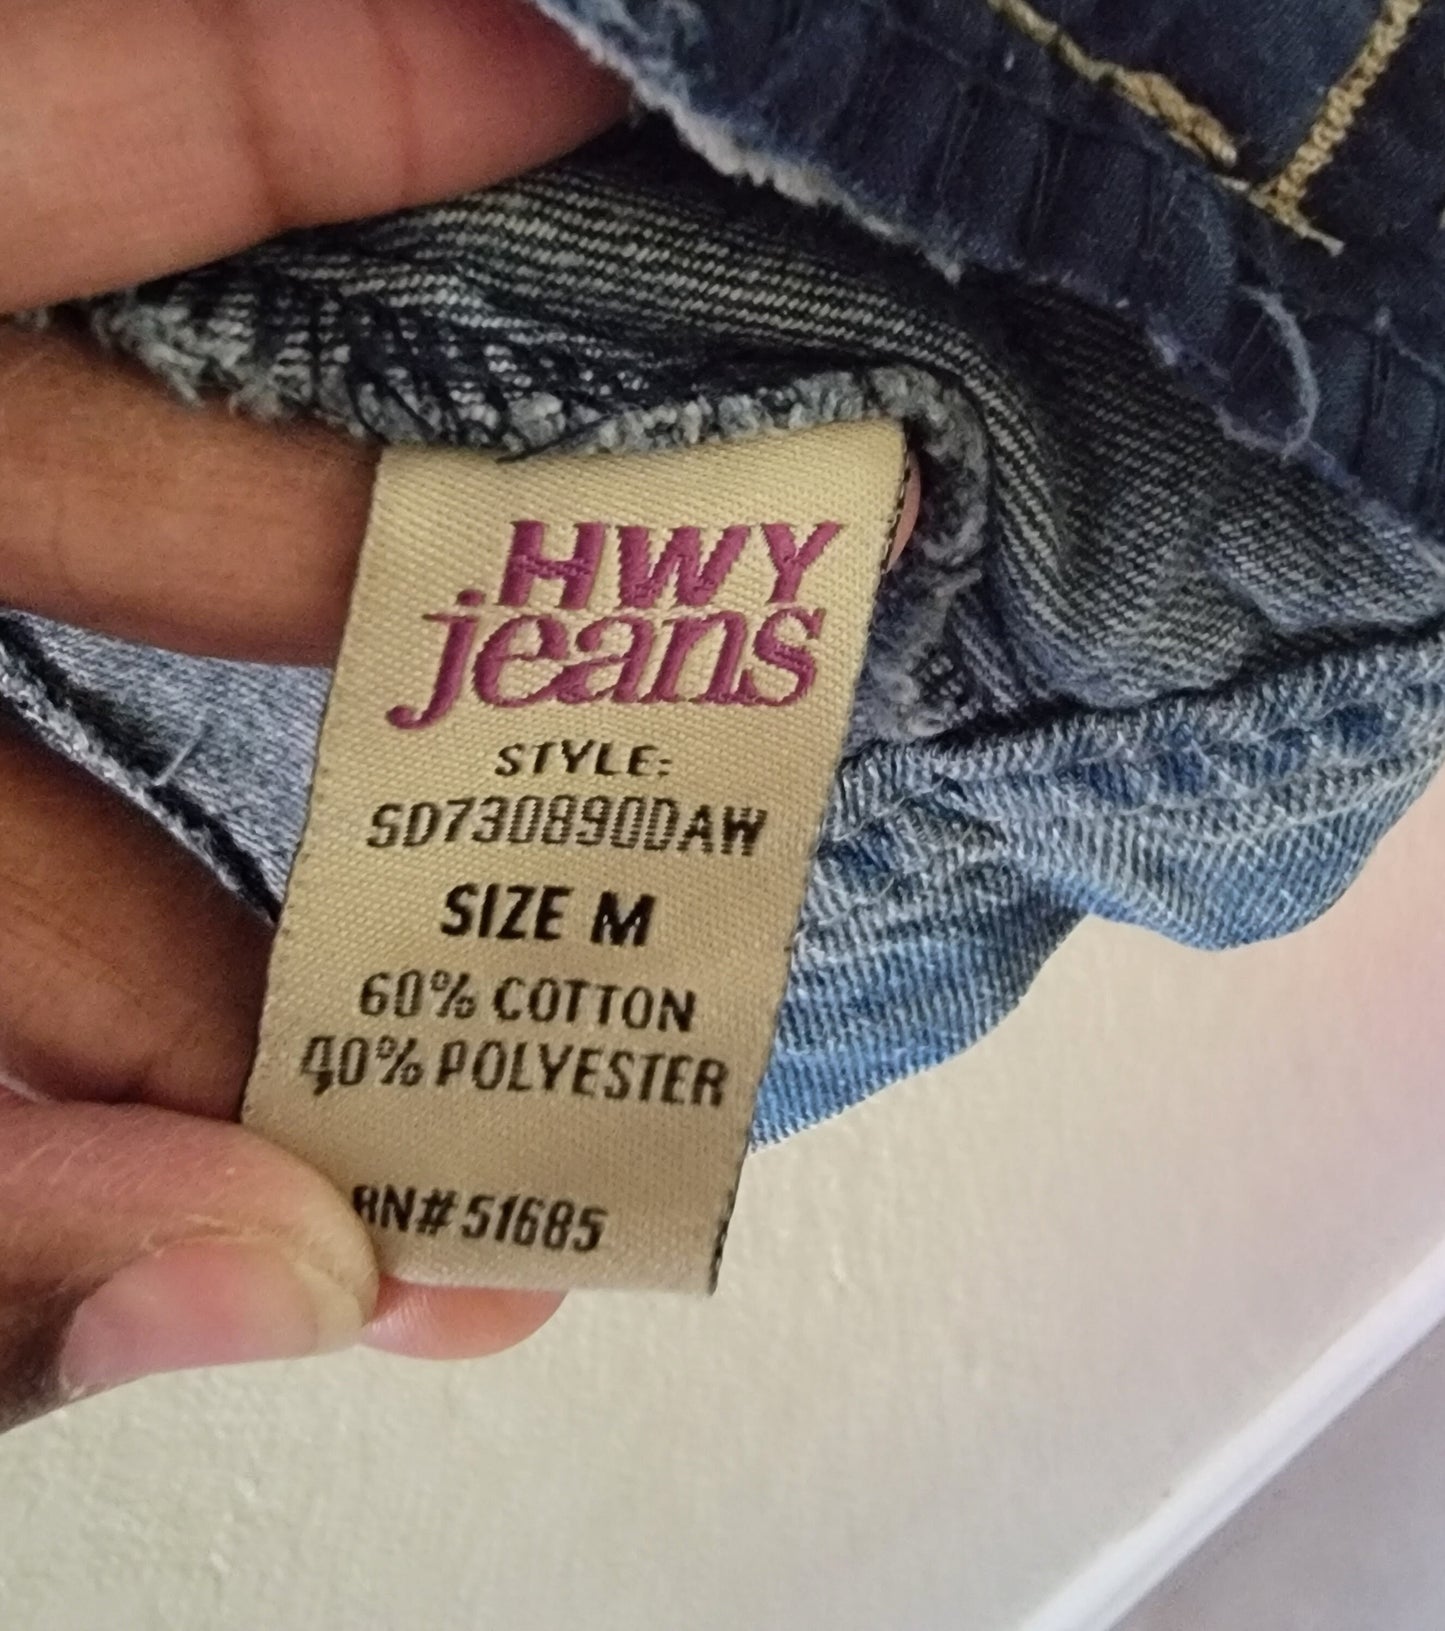 HWY
jeans
STYLE:
SD730890DAW
SIZE M
60% COTTON
40% POLYESTER
RN# 51685